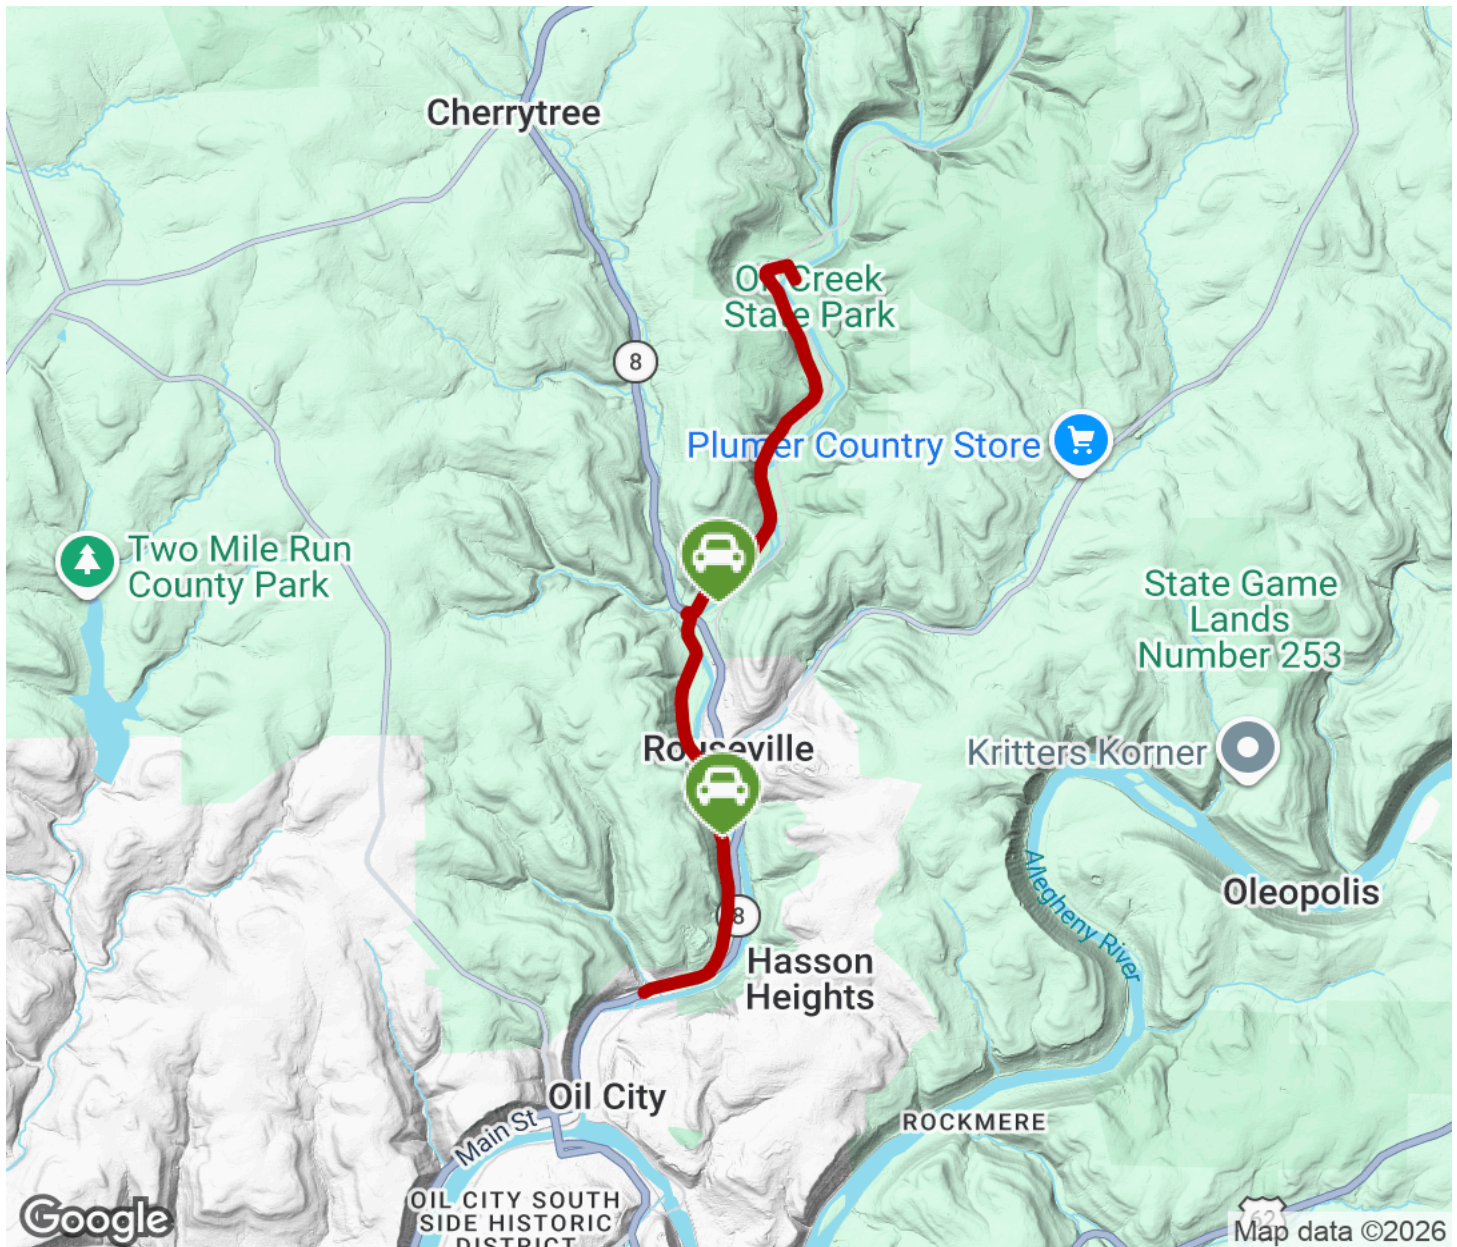 Cherrytree
Oil Creek
State Park
8
Plumer Country Store
Two Mile Run
County Park
State Game
Lands
Number 253
Rouseville
Kritters Korner
Allegheny River
Oleopolis
8
Hasson
Heights
Oil City
Main St
ROCKMERE
OIL CITY SOUTH
SIDE HISTORIC
DISTRICT
62
Google
Map data ©2026